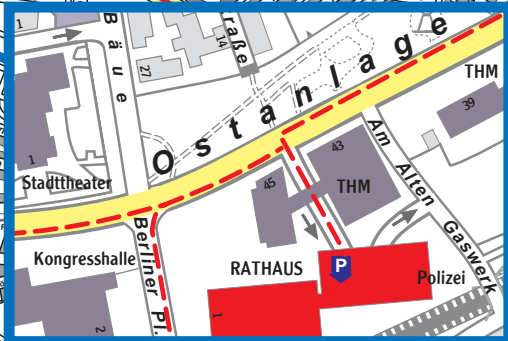 1
Bäue
27
14
raße
Ostanlage
THM
39
1
Stadttheater
Am Alten Gaswerk
43
THM
45
Kongresshalle
Berliner Pl.
RATHAUS
P
Polizei
2
1